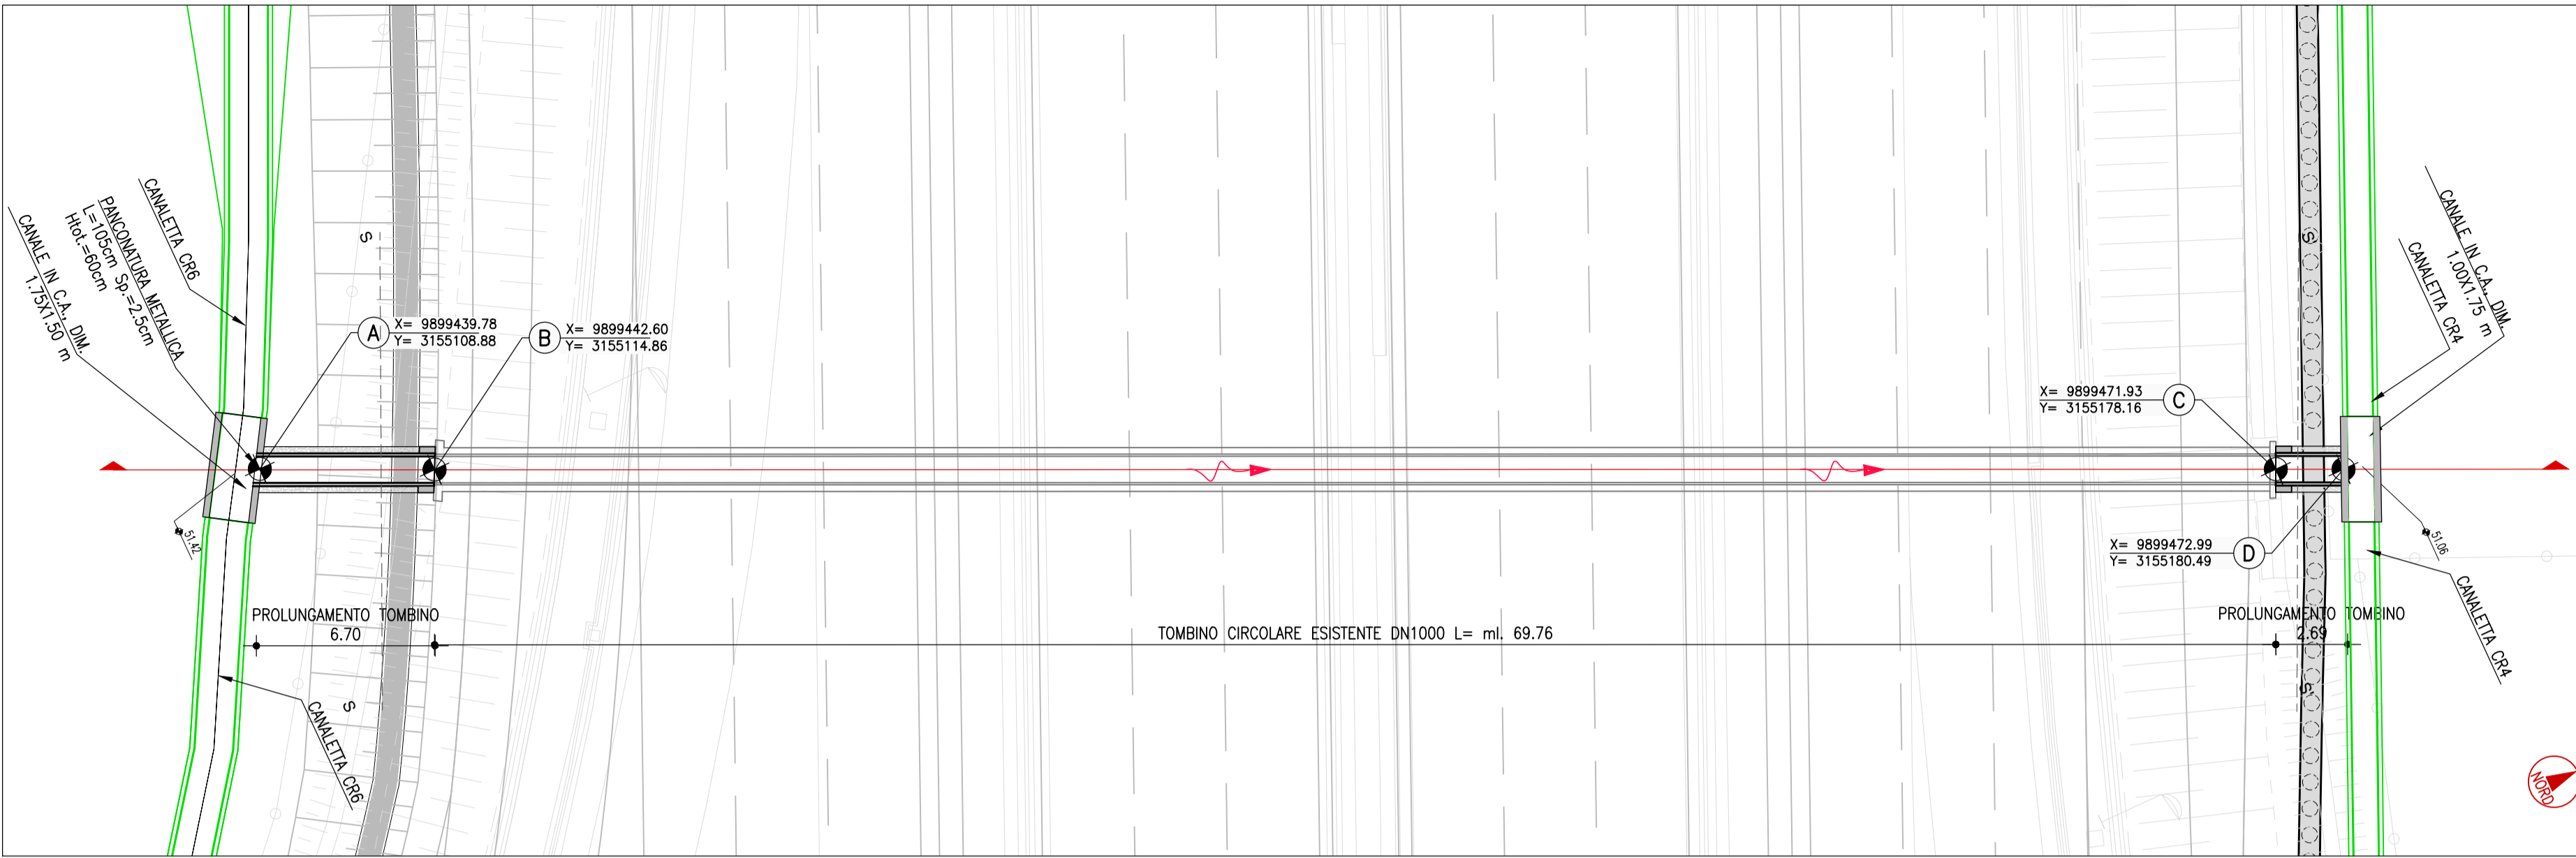 CANALETTA CR6
PANCONATURA METALLICA
L=105cm Sp.=2.5cm
Htot.=60cm
CANALE IN C.A., DIM.
1.75X1.50 m
S
A
X= 9899439.78
Y= 3155108.88
B
X= 9899442.60
Y= 3155114.86
51.42
PROLUNGAMENTO TOMBINO
6.70
S
CANALETTA CR6
TOMBINO CIRCOLARE ESISTENTE DN1000 L= ml. 69.76
S
CANALE IN C.A., DIM.
1.00X1.75 m
CANALETTA CR4
X= 9899471.93
Y= 3155178.16
C
X= 9899472.99
Y= 3155180.49
D
51.06
PROLUNGAMENTO TOMBINO
2.69
CANALETTA CR4
S
NORD